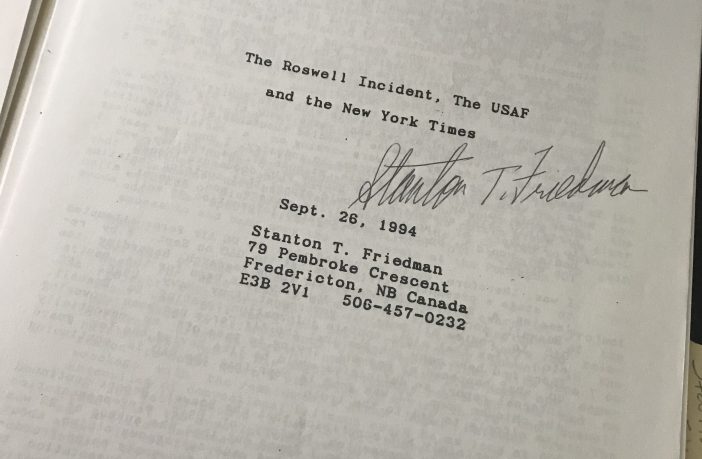 The Roswell Incident, The USAF
and the New York Times
Stanton T. Friedman
Sept. 26, 1994
Stanton T. Friedman
79 Pembroke Crescent
Fredericton, NB Canada
E3B 2V1 506-457-0232